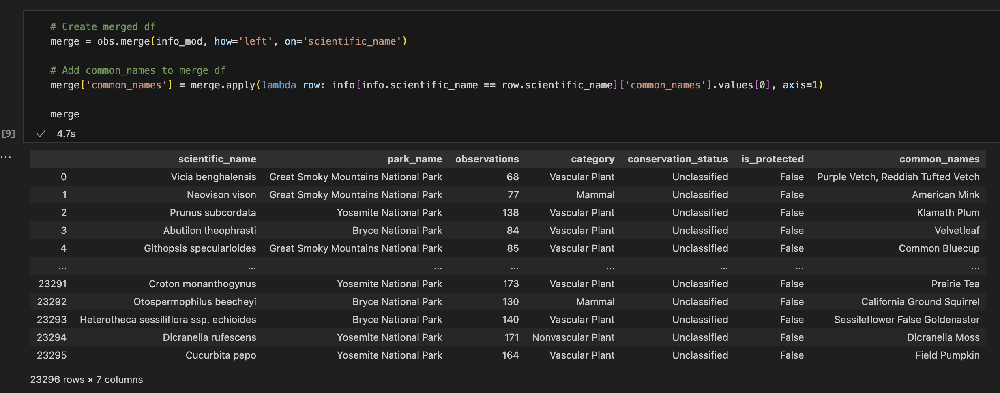 # Create merged df
merge = obs.merge(info_mod, how='left', on='scientific_name')
# Add common_names to merge df
merge['common_names'] = merge.apply(lambda row: info[info.scientific_name == row.scientific_name]['common_names'].values[0], axis=1)
merge
[9] ✓ 4.7s
...
scientific_name park_name observations category conservation_status is_protected common_names
0 Vicia benghalensis Great Smoky Mountains National Park 68 Vascular Plant Unclassified False Purple Vetch, Reddish Tufted Vetch
1 Neovison vison Great Smoky Mountains National Park 77 Mammal Unclassified False American Mink
2 Prunus subcordata Yosemite National Park 138 Vascular Plant Unclassified False Klamath Plum
3 Abutilon theophrasti Bryce National Park 84 Vascular Plant Unclassified False Velvetleaf
4 Githopsis specularioides Great Smoky Mountains National Park 85 Vascular Plant Unclassified False Common Bluecup
... ... ... ... ... ... ... ...
23291 Croton monanthogynus Yosemite National Park 173 Vascular Plant Unclassified False Prairie Tea
23292 Otospermophilus beecheyi Bryce National Park 130 Mammal Unclassified False California Ground Squirrel
23293 Heterotheca sessiliflora ssp. echioides Bryce National Park 140 Vascular Plant Unclassified False Sessileflower False Goldenaster
23294 Dicranella rufescens Yosemite National Park 171 Nonvascular Plant Unclassified False Dicranella Moss
23295 Cucurbita pepo Yosemite National Park 164 Vascular Plant Unclassified False Field Pumpkin
23296 rows × 7 columns